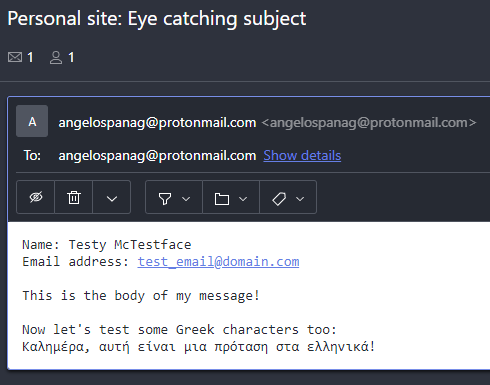 Personal site: Eye catching subject
1 1
A
angelospanag@protonmail.com <angelospanag@protonmail.com>
To: angelospanag@protonmail.com Show details
Name: Testy McTestface
Email address: test_email@domain.com
This is the body of my message!
Now let's test some Greek characters too:
Καλημέρα, αυτή είναι μια πρόταση στα ελληνικά!